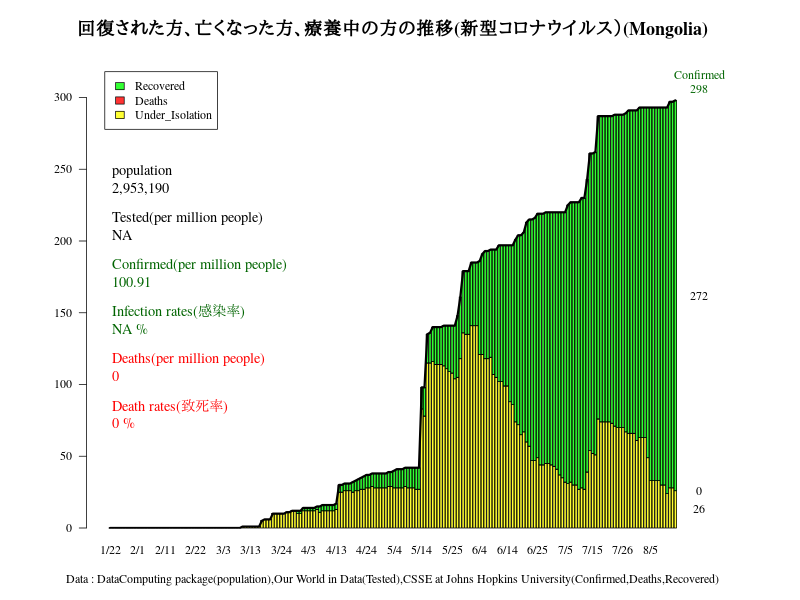 回復された方、亡くなった方、療養中の方の推移(新型コロナウイルス）(Mongolia)
Confirmed
298
Recovered
Deaths
Under_Isolation
300
250
200
150
100
50
0
population
2,953,190
Tested(per million people)
NA
Confirmed(per million people)
100.91
Infection rates(感染率)
NA %
Deaths(per million people)
0
Death rates(致死率)
0 %
272
0
26
1/22 2/1 2/11 2/22 3/3 3/13 3/24 4/3 4/13 4/24 5/4 5/14 5/25 6/4 6/14 6/25 7/5 7/15 7/26 8/5
Data : DataComputing package(population),Our World in Data(Tested),CSSE at Johns Hopkins University(Confirmed,Deaths,Recovered)